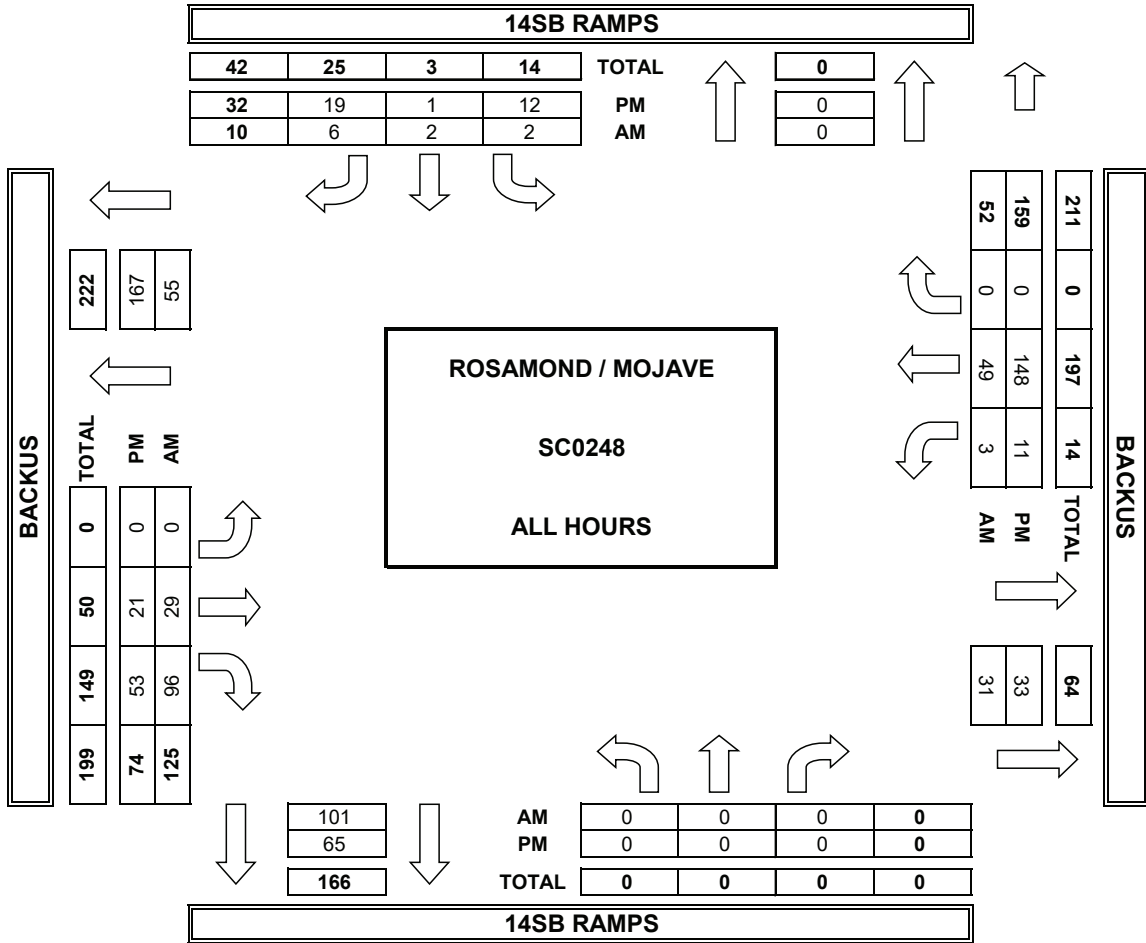 14SB RAMPS
42 25 3 14 TOTAL 0
32 19 1 12 PM 0
10 6 2 2 AM 0
BACKUS
222
167
55
TOTAL
PM
AM
0 50 149 199
0 21 53 74
0 29 96 125
ROSAMOND / MOJAVE
SC0248
ALL HOURS
211 0 197 14 TOTAL
159 0 148 11 PM
52 0 49 3 AM
64
33
31
BACKUS
101 AM 0 0 0 0
65 PM 0 0 0 0
166 TOTAL 0 0 0 0
14SB RAMPS